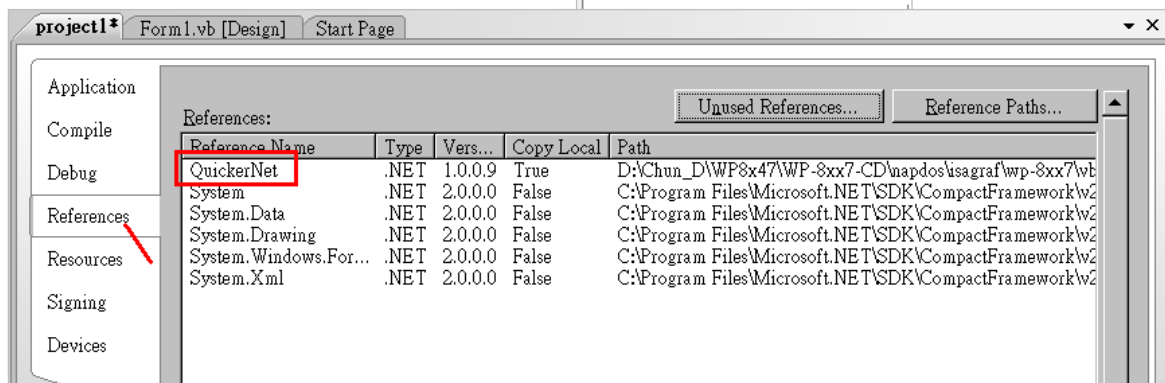 project1* Form1.vb [Design] Start Page
Application
Compile
Debug
References
Resources
Signing
Devices
Unused References... Reference Paths...
References:
Reference Name Type Vers... Copy Local Path
QuickerNet .NET 1.0.0.9 True D:\Chun_D\WP8x47\WP-8xx7-CD\napdos\isagraf\wp-8xx7\vb
System .NET 2.0.0.0 False C:\Program Files\Microsoft.NET\SDK\CompactFramework\v2
System.Data .NET 2.0.0.0 False C:\Program Files\Microsoft.NET\SDK\CompactFramework\v2
System.Drawing .NET 2.0.0.0 False C:\Program Files\Microsoft.NET\SDK\CompactFramework\v2
System.Windows.For... .NET 2.0.0.0 False C:\Program Files\Microsoft.NET\SDK\CompactFramework\v2
System.Xml .NET 2.0.0.0 False C:\Program Files\Microsoft.NET\SDK\CompactFramework\v2